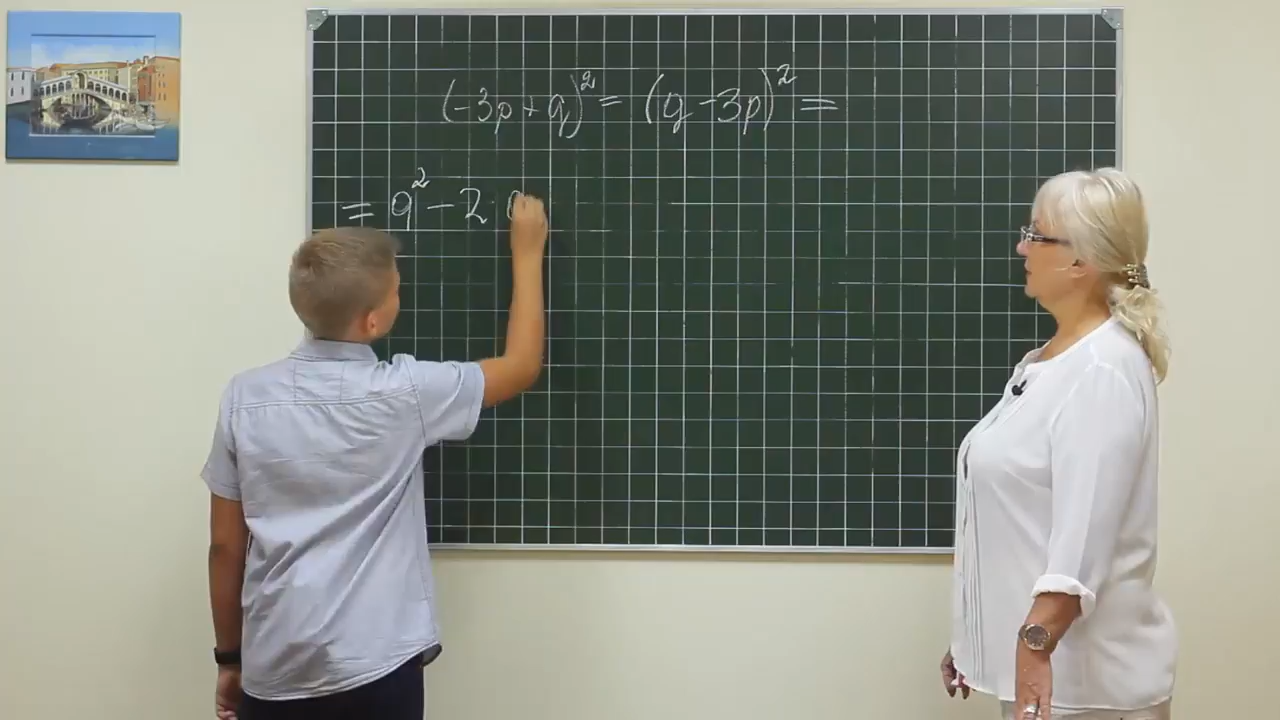 (-3p+q)² = (q-3p)² =
= q² - 2 · q